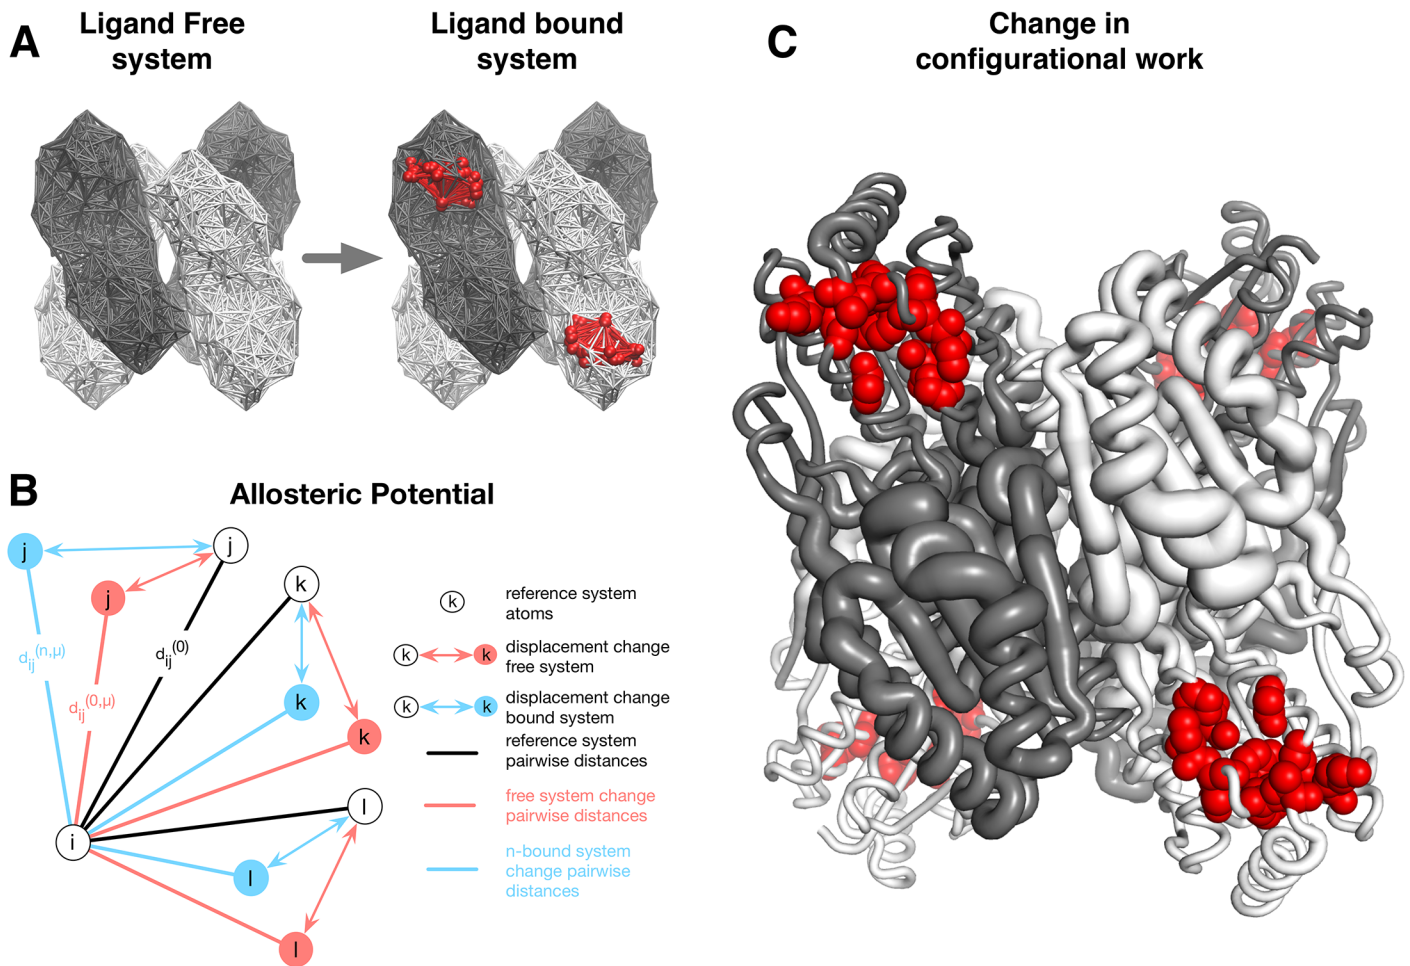 A
Ligand Free
system
Ligand bound
system
C
Change in
configurational work
B
Allosteric Potential
j
j
j
k
k
k
l
l
l
i
dij(n,μ)
dij(0,μ)
dij(0)
k
reference system
atoms
k
k
displacement change
free system
k
k
displacement change
bound system
reference system
pairwise distances
free system change
pairwise distances
n-bound system
change pairwise
distances